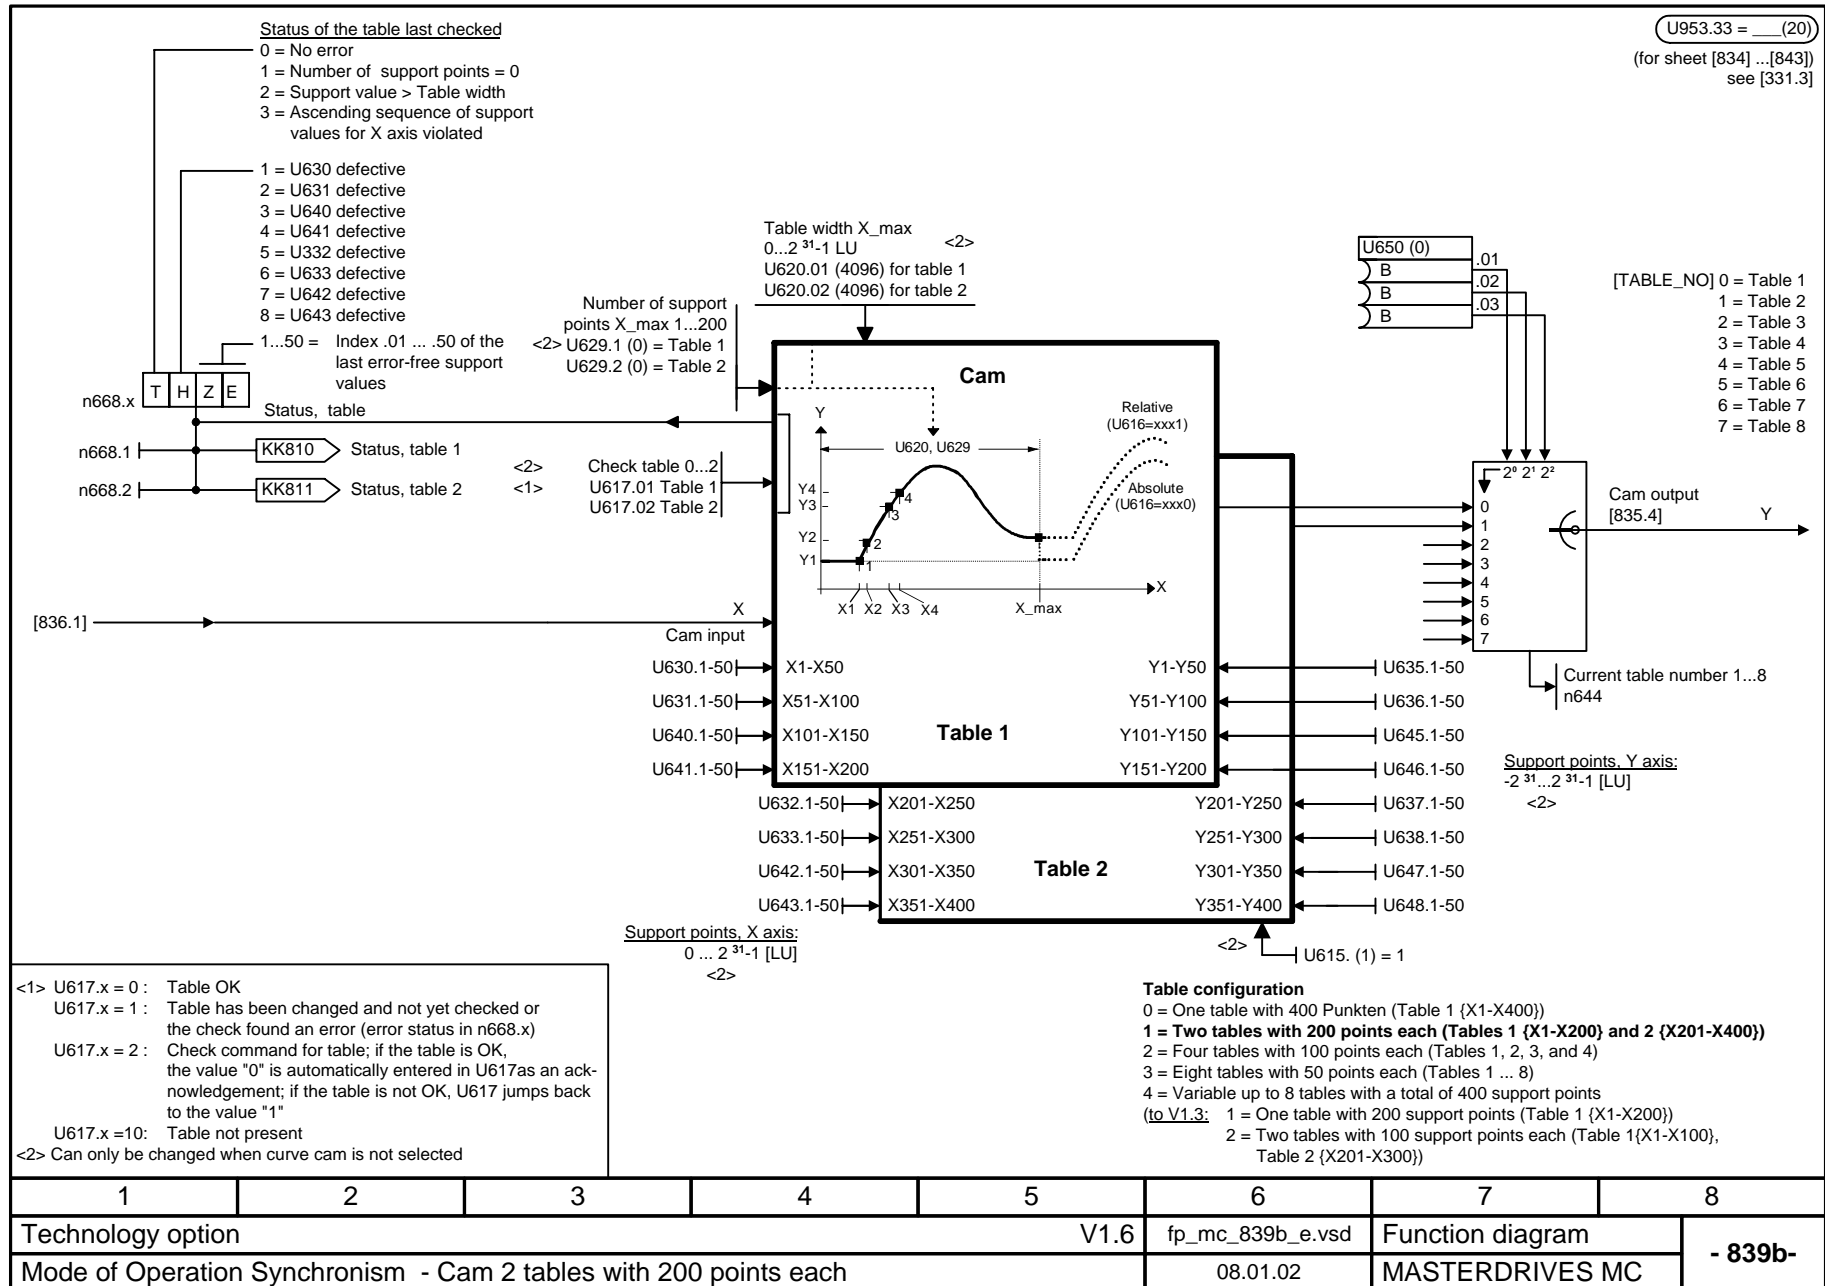 Status of the table last checked
0 = No error
1 = Number of support points = 0
2 = Support value > Table width
3 = Ascending sequence of support
values for X axis violated
1 = U630 defective
2 = U631 defective
3 = U640 defective
4 = U641 defective
5 = U332 defective
6 = U633 defective
7 = U642 defective
8 = U643 defective
1...50 = Index .01 ... .50 of the
last error-free support
values
n668.x
T H Z E
Status, table
n668.1
KK810
Status, table 1
n668.2
KK811
Status, table 2
U953.33 = ___(20)
(for sheet [834] ...[843])
see [331.3]
Table width X_max
0...2 31-1 LU
<2>
U620.01 (4096) for table 1
U620.02 (4096) for table 2
Number of support
points X_max 1...200
<2> U629.1 (0) = Table 1
U629.2 (0) = Table 2
<2> Check table 0...2
<1> U617.01 Table 1
U617.02 Table 2
[836.1]
X
Cam input
Cam
Y
U620, U629
Relative
(U616=xxx1)
Absolute
(U616=xxx0)
Y4
Y3
Y2
Y1
4
3
2
1
X
X1 X2 X3 X4 X_max
U650 (0)
B .01
B .02
B .03
[TABLE_NO] 0 = Table 1
1 = Table 2
2 = Table 3
3 = Table 4
4 = Table 5
5 = Table 6
6 = Table 7
7 = Table 8
2⁰ 2¹ 2²
0
1
2
3
4
5
6
7
Cam output
[835.4]
Y
Current table number 1...8
n644
U630.1-50 X1-X50 Y1-Y50 U635.1-50
U631.1-50 X51-X100 Y51-Y100 U636.1-50
U640.1-50 X101-X150 Table 1 Y101-Y150 U645.1-50
U641.1-50 X151-X200 Y151-Y200 U646.1-50
U632.1-50 X201-X250 Y201-Y250 U637.1-50
U633.1-50 X251-X300 Y251-Y300 U638.1-50
U642.1-50 X301-X350 Table 2 Y301-Y350 U647.1-50
U643.1-50 X351-X400 Y351-Y400 U648.1-50
Support points, Y axis:
-2 31...2 31-1 [LU]
<2>
Support points, X axis:
0 ... 2 31-1 [LU]
<2>
<2>
U615. (1) = 1
<1> U617.x = 0 : Table OK
U617.x = 1 : Table has been changed and not yet checked or
the check found an error (error status in n668.x)
U617.x = 2 : Check command for table; if the table is OK,
the value "0" is automatically entered in U617as an ack-
nowledgement; if the table is not OK, U617 jumps back
to the value "1"
U617.x =10: Table not present
<2> Can only be changed when curve cam is not selected
Table configuration
0 = One table with 400 Punkten (Table 1 {X1-X400})
1 = Two tables with 200 points each (Tables 1 {X1-X200} and 2 {X201-X400})
2 = Four tables with 100 points each (Tables 1, 2, 3, and 4)
3 = Eight tables with 50 points each (Tables 1 ... 8)
4 = Variable up to 8 tables with a total of 400 support points
(to V1.3: 1 = One table with 200 support points (Table 1 {X1-X200})
2 = Two tables with 100 support points each (Table 1{X1-X100},
Table 2 {X201-X300})
1 2 3 4 5 6 7 8
Technology option V1.6 fp_mc_839b_e.vsd Function diagram
- 839b-
Mode of Operation Synchronism - Cam 2 tables with 200 points each 08.01.02 MASTERDRIVES MC